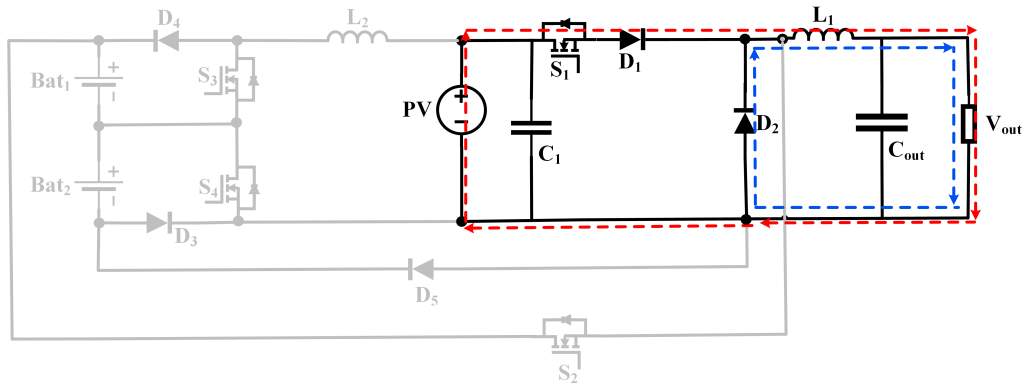 D4
L2
L1
Bat1
+
S3
S1
D1
PV
+
C1
D2
Cout
Vout
Bat2
+
S4
D3
D5
S2